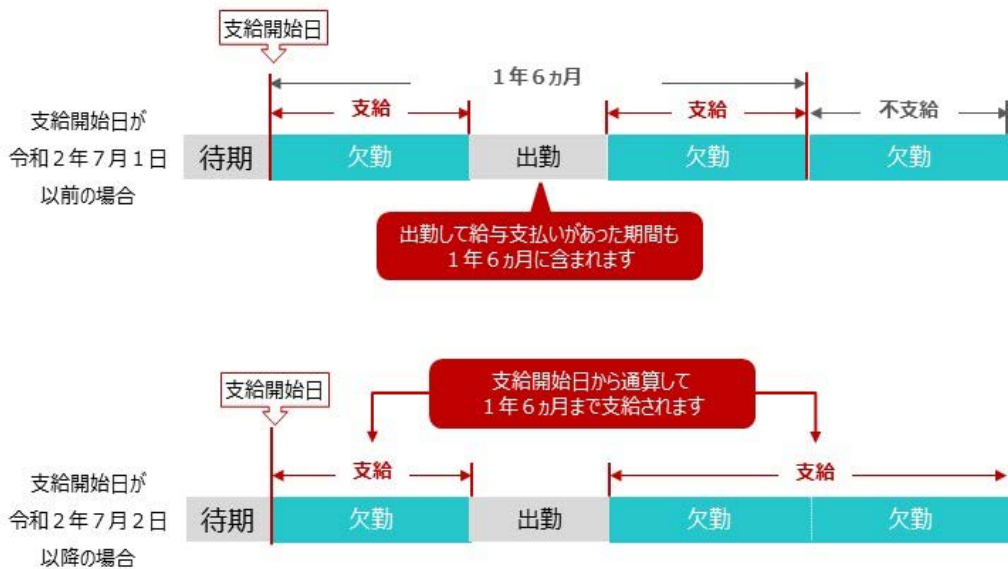 支給開始日
１年６ヵ月
支給
支給
不支給
支給開始日が
令和２年７月１日
以前の場合
待期
欠勤
出勤
欠勤
欠勤
出勤して給与支払いがあった期間も
１年６ヵ月に含まれます
支給開始日
支給開始日から通算して
１年６ヵ月まで支給されます
支給
支給
支給開始日が
令和２年７月２日
以降の場合
待期
欠勤
出勤
欠勤
欠勤